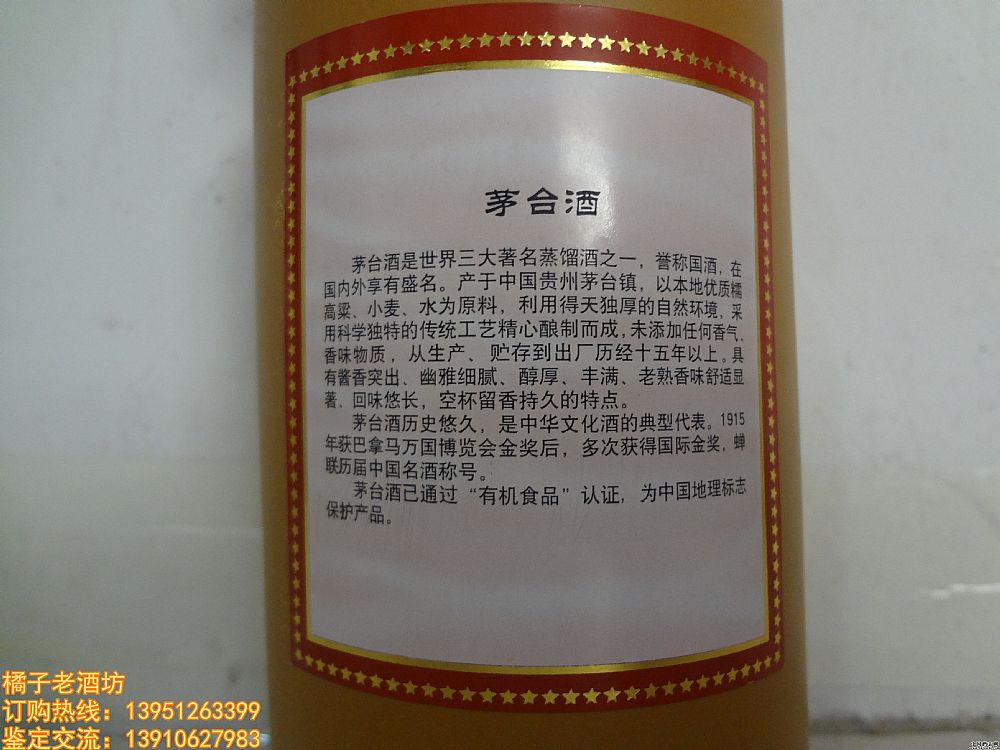 茅台酒
茅台酒是世界三大著名蒸馏酒之一，誉称国酒，在
国内外享有盛名。产于中国贵州茅台镇，以本地优质糯
高粱、小麦、水为原料，利用得天独厚的自然环境，采
用科学独特的传统工艺精心酿制而成，未添加任何香气、
香味物质，从生产、贮存到出厂历经十五年以上。具
有酱香突出、幽雅细腻、醇厚、丰满、老熟香味舒适显
著、回味悠长，空杯留香持久的特点。
茅台酒历史悠久，是中华文化酒的典型代表。1915
年获巴拿马万国博览会金奖后，多次获得国际金奖，蝉
联历届中国名酒称号。
茅台酒已通过“有机食品”认证，为中国地理标志
保护产品。
橘子老酒坊
订购热线：13951263399
鉴定交流：13910627983